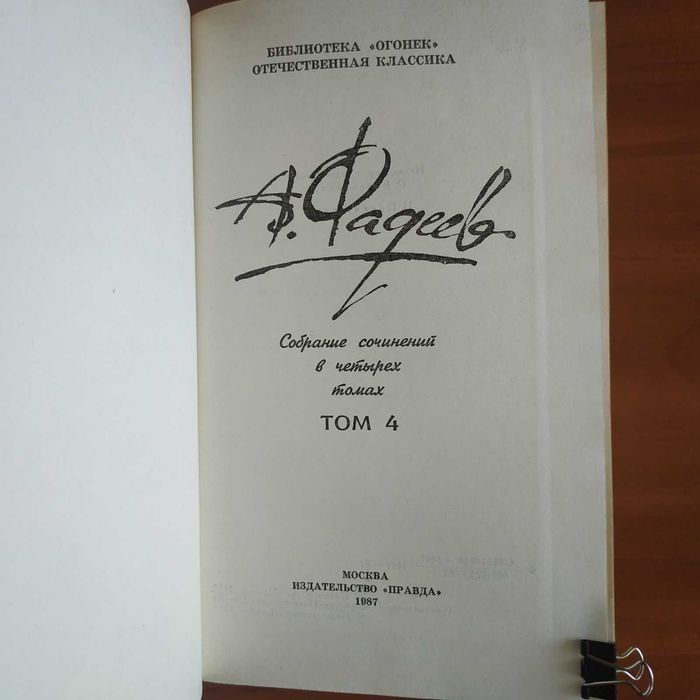 БИБЛИОТЕКА «ОГОНЕК»
ОТЕЧЕСТВЕННАЯ КЛАССИКА
А. Фадеев
Собрание сочинений
в четырех
томах
ТОМ 4
МОСКВА
ИЗДАТЕЛЬСТВО «ПРАВДА»
1987